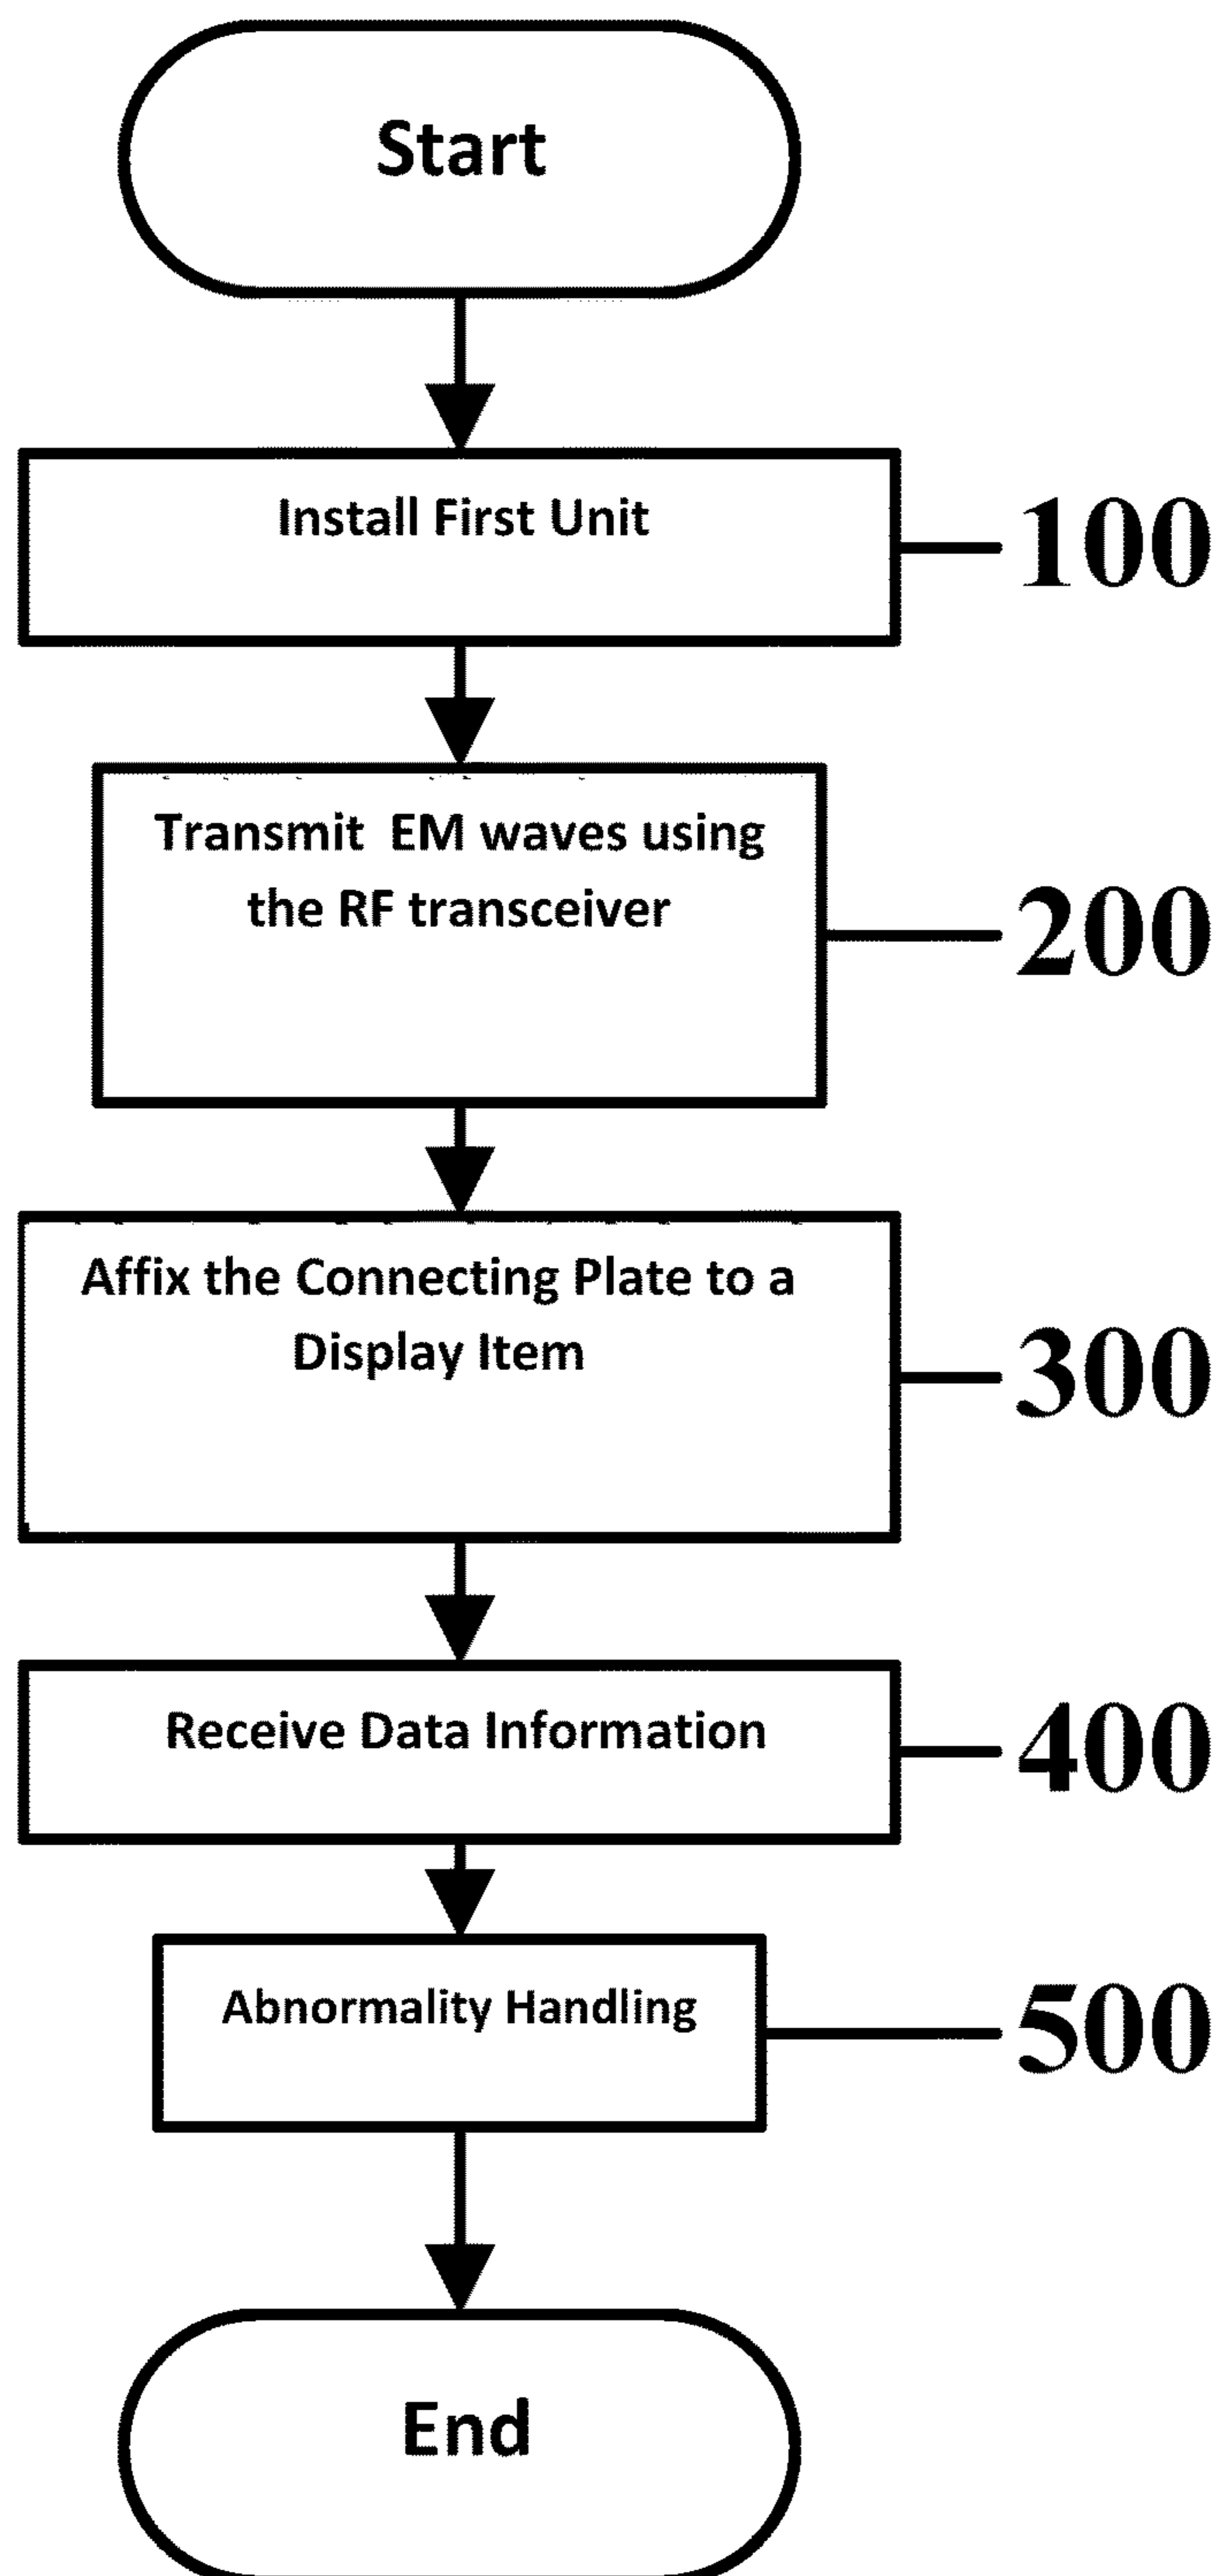 Start
Install First Unit
100
Transmit EM waves using
the RF transceiver
200
Affix the Connecting Plate to a
Display Item
300
Receive Data Information
400
Abnormality Handling
500
End